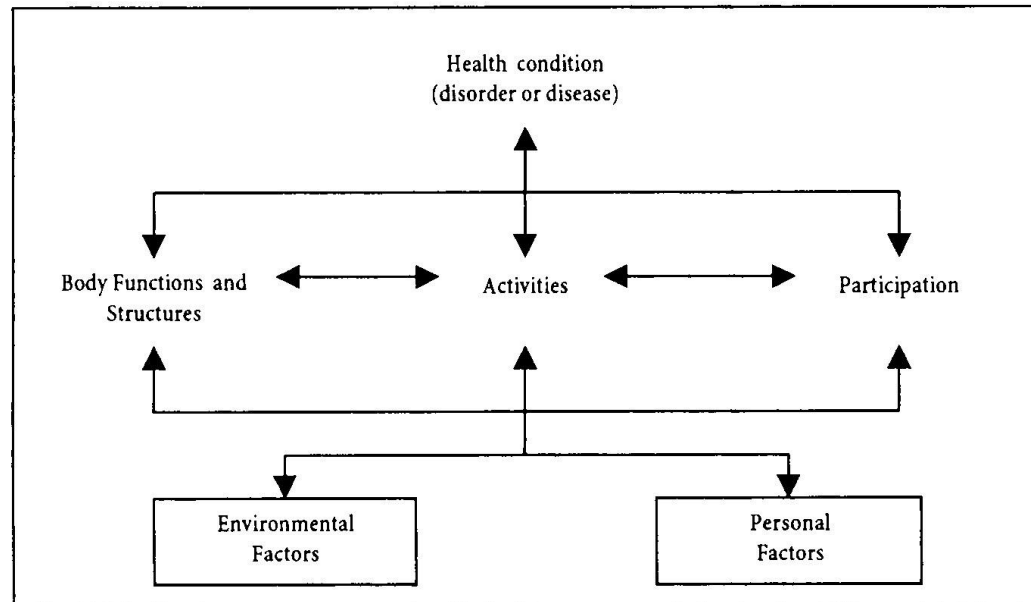 Health condition
(disorder or disease)
Body Functions and
Structures
Activities
Participation
Environmental
Factors
Personal
Factors